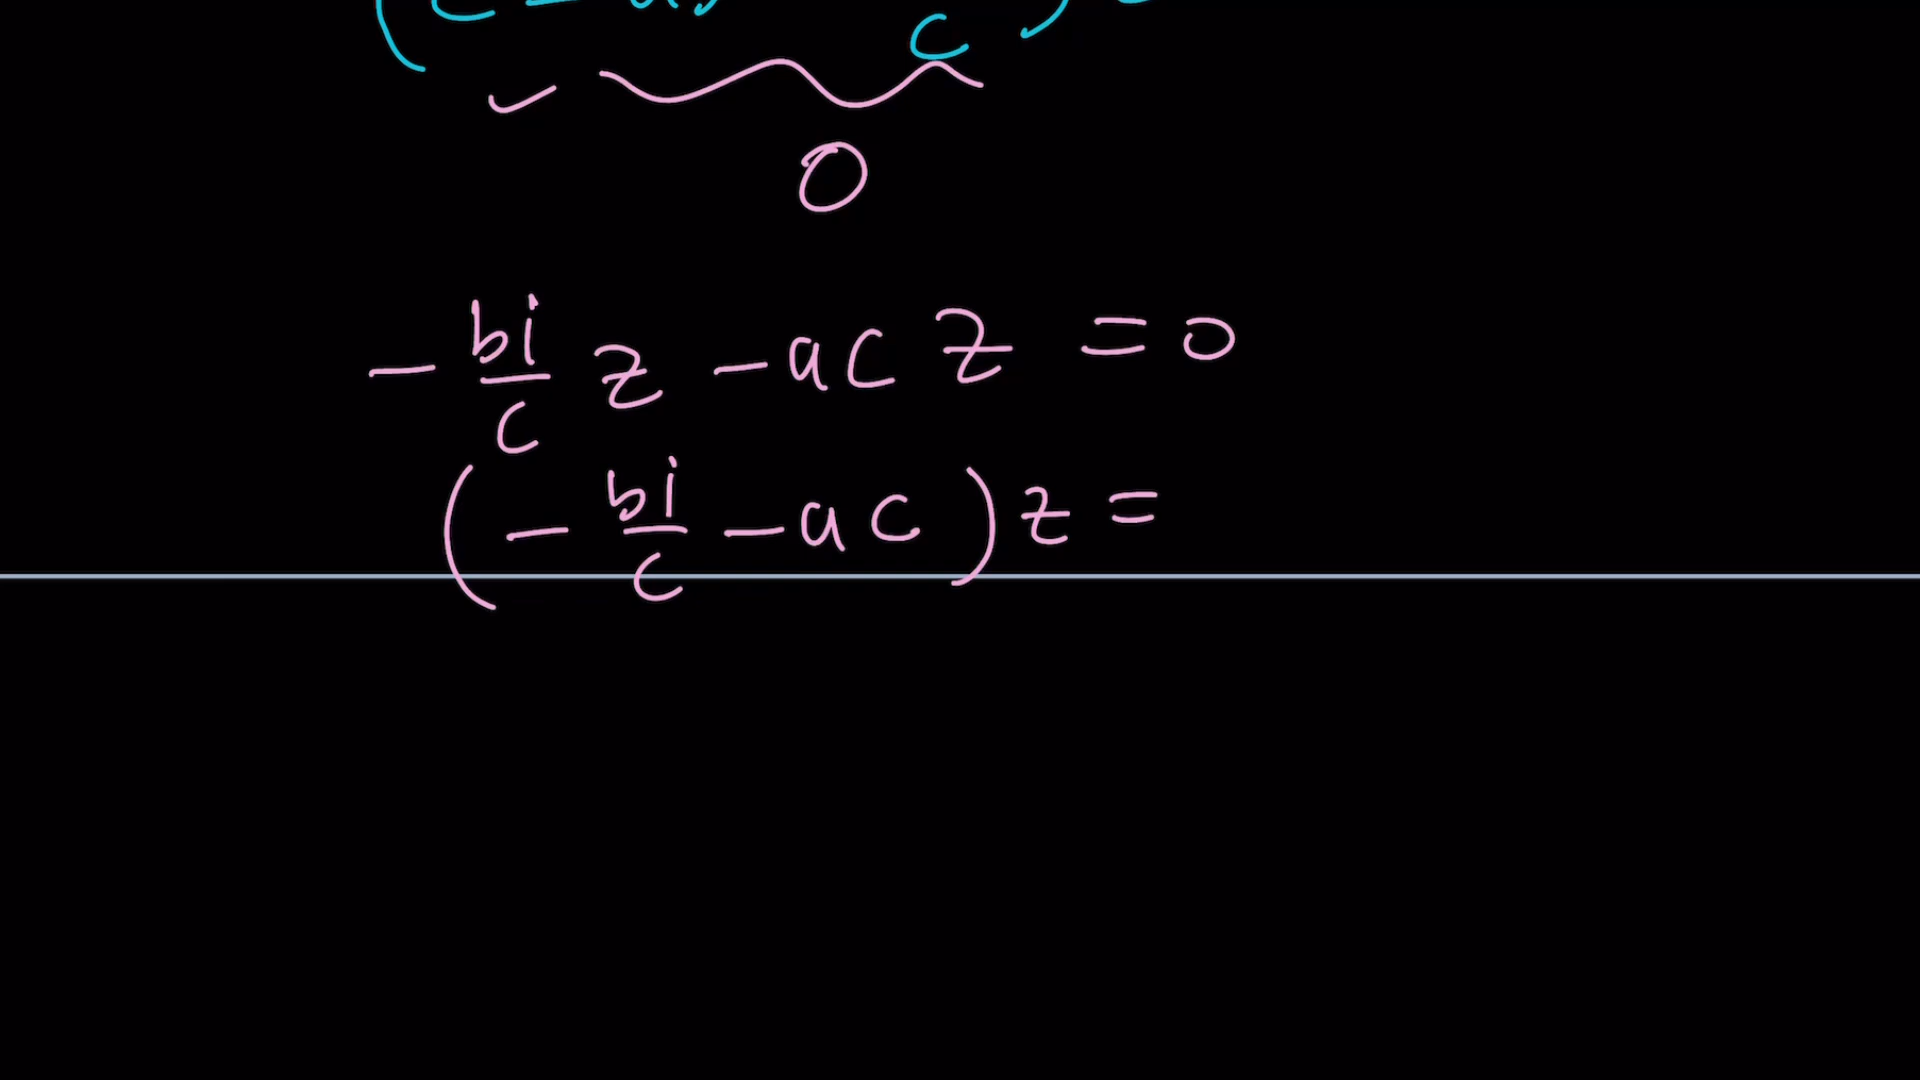 c
0
- bi/c z - ac z = 0
(- bi/c - ac) z =